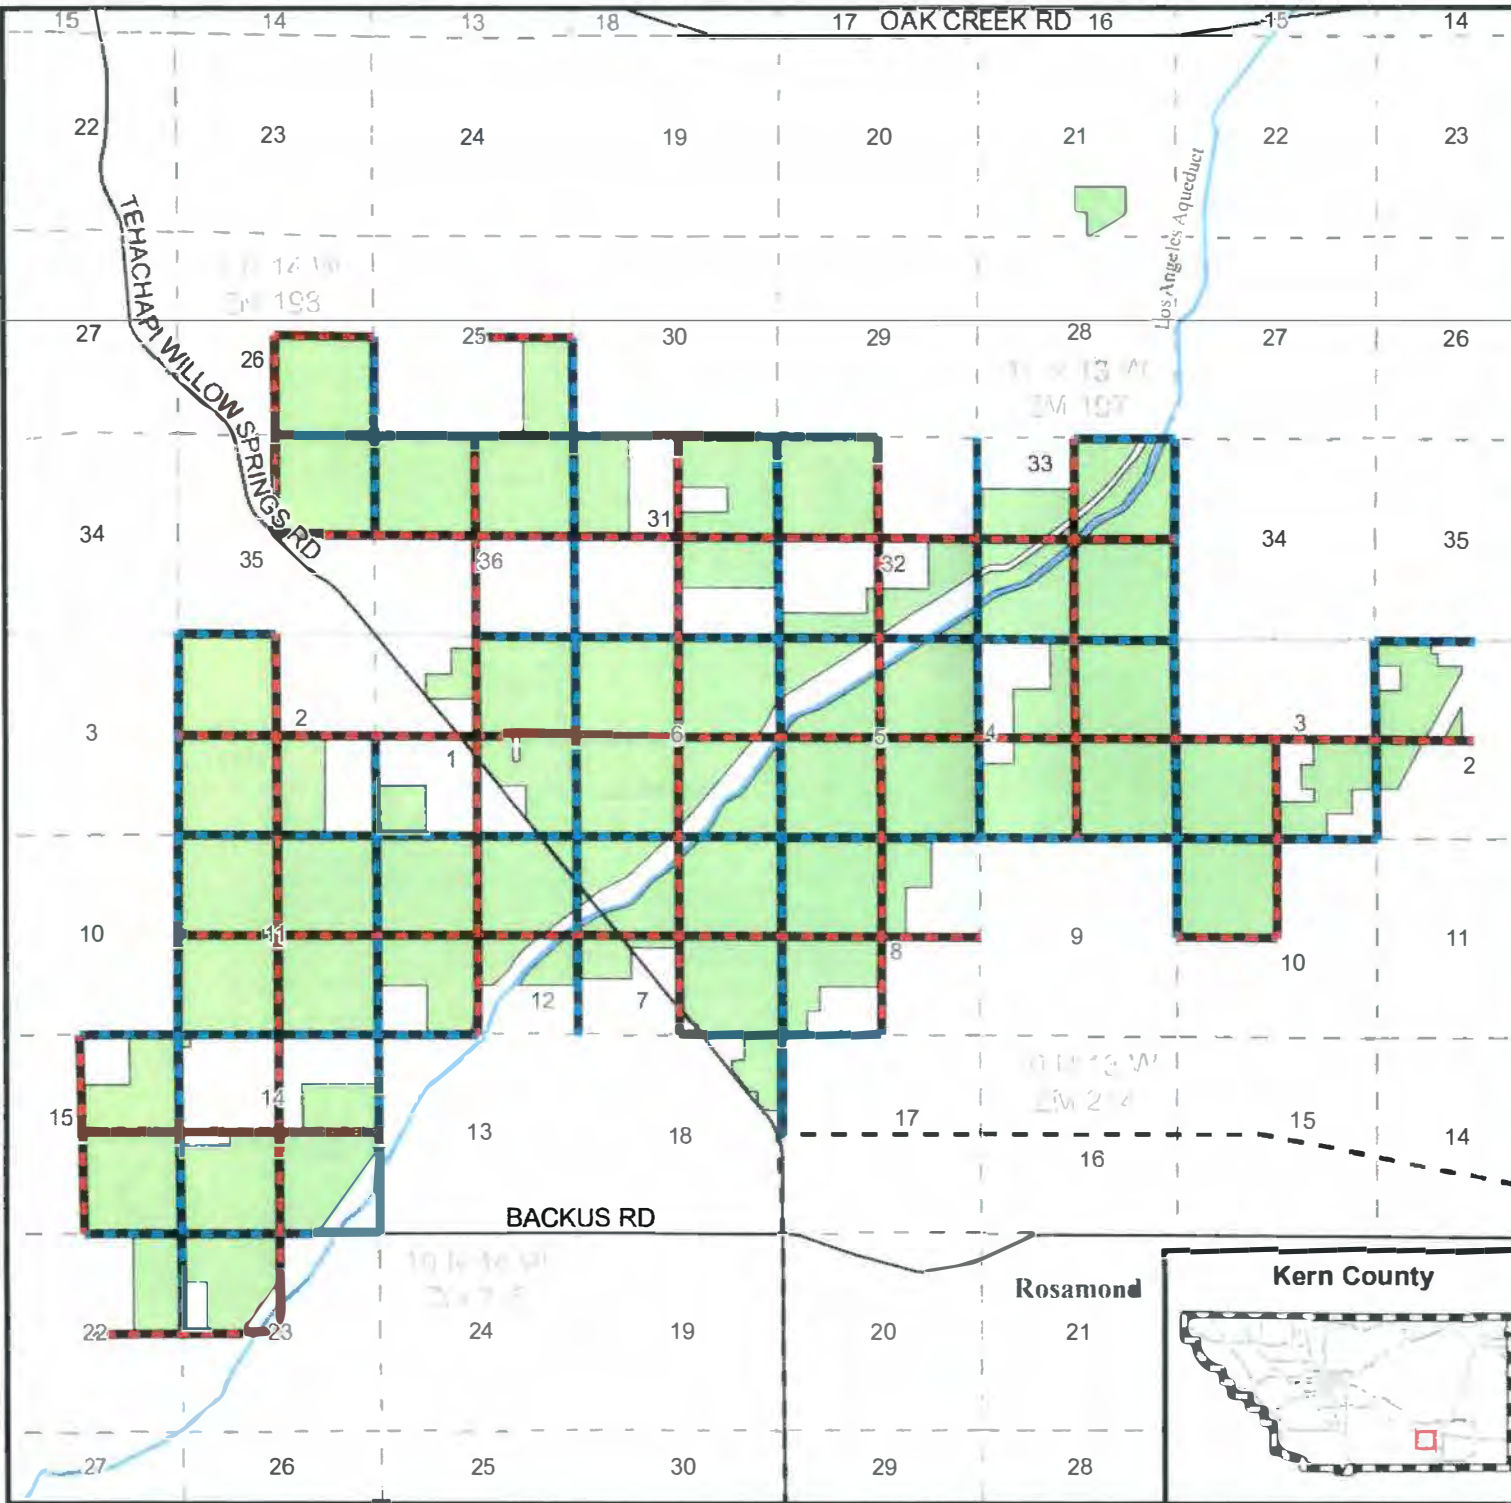 15 14 13 18 17 OAK CREEK RD 16 15 14
22 23 24 19 20 21 22 23
Los Angeles Aqueduct
TEHACHAPI WILLOW SPRINGS RD
27 26 25 30 29 28 27 26
34 35 36 31 32 33 34 35
3 2 1 6 5 4 3 2
10 11 12 7 8 9 10 11
15 14 13 18 17 16 15 14
BACKUS RD
22 23 24 19 20 21
Rosamond
Kern County
27 26 25 30 29 28